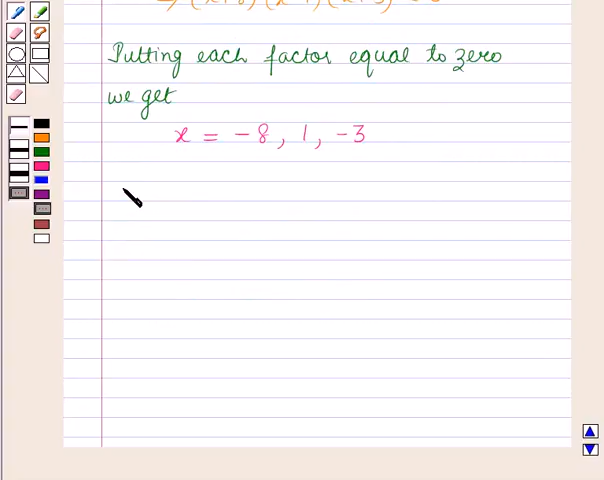 Putting each factor equal to zero
we get
x = -8, 1, -3